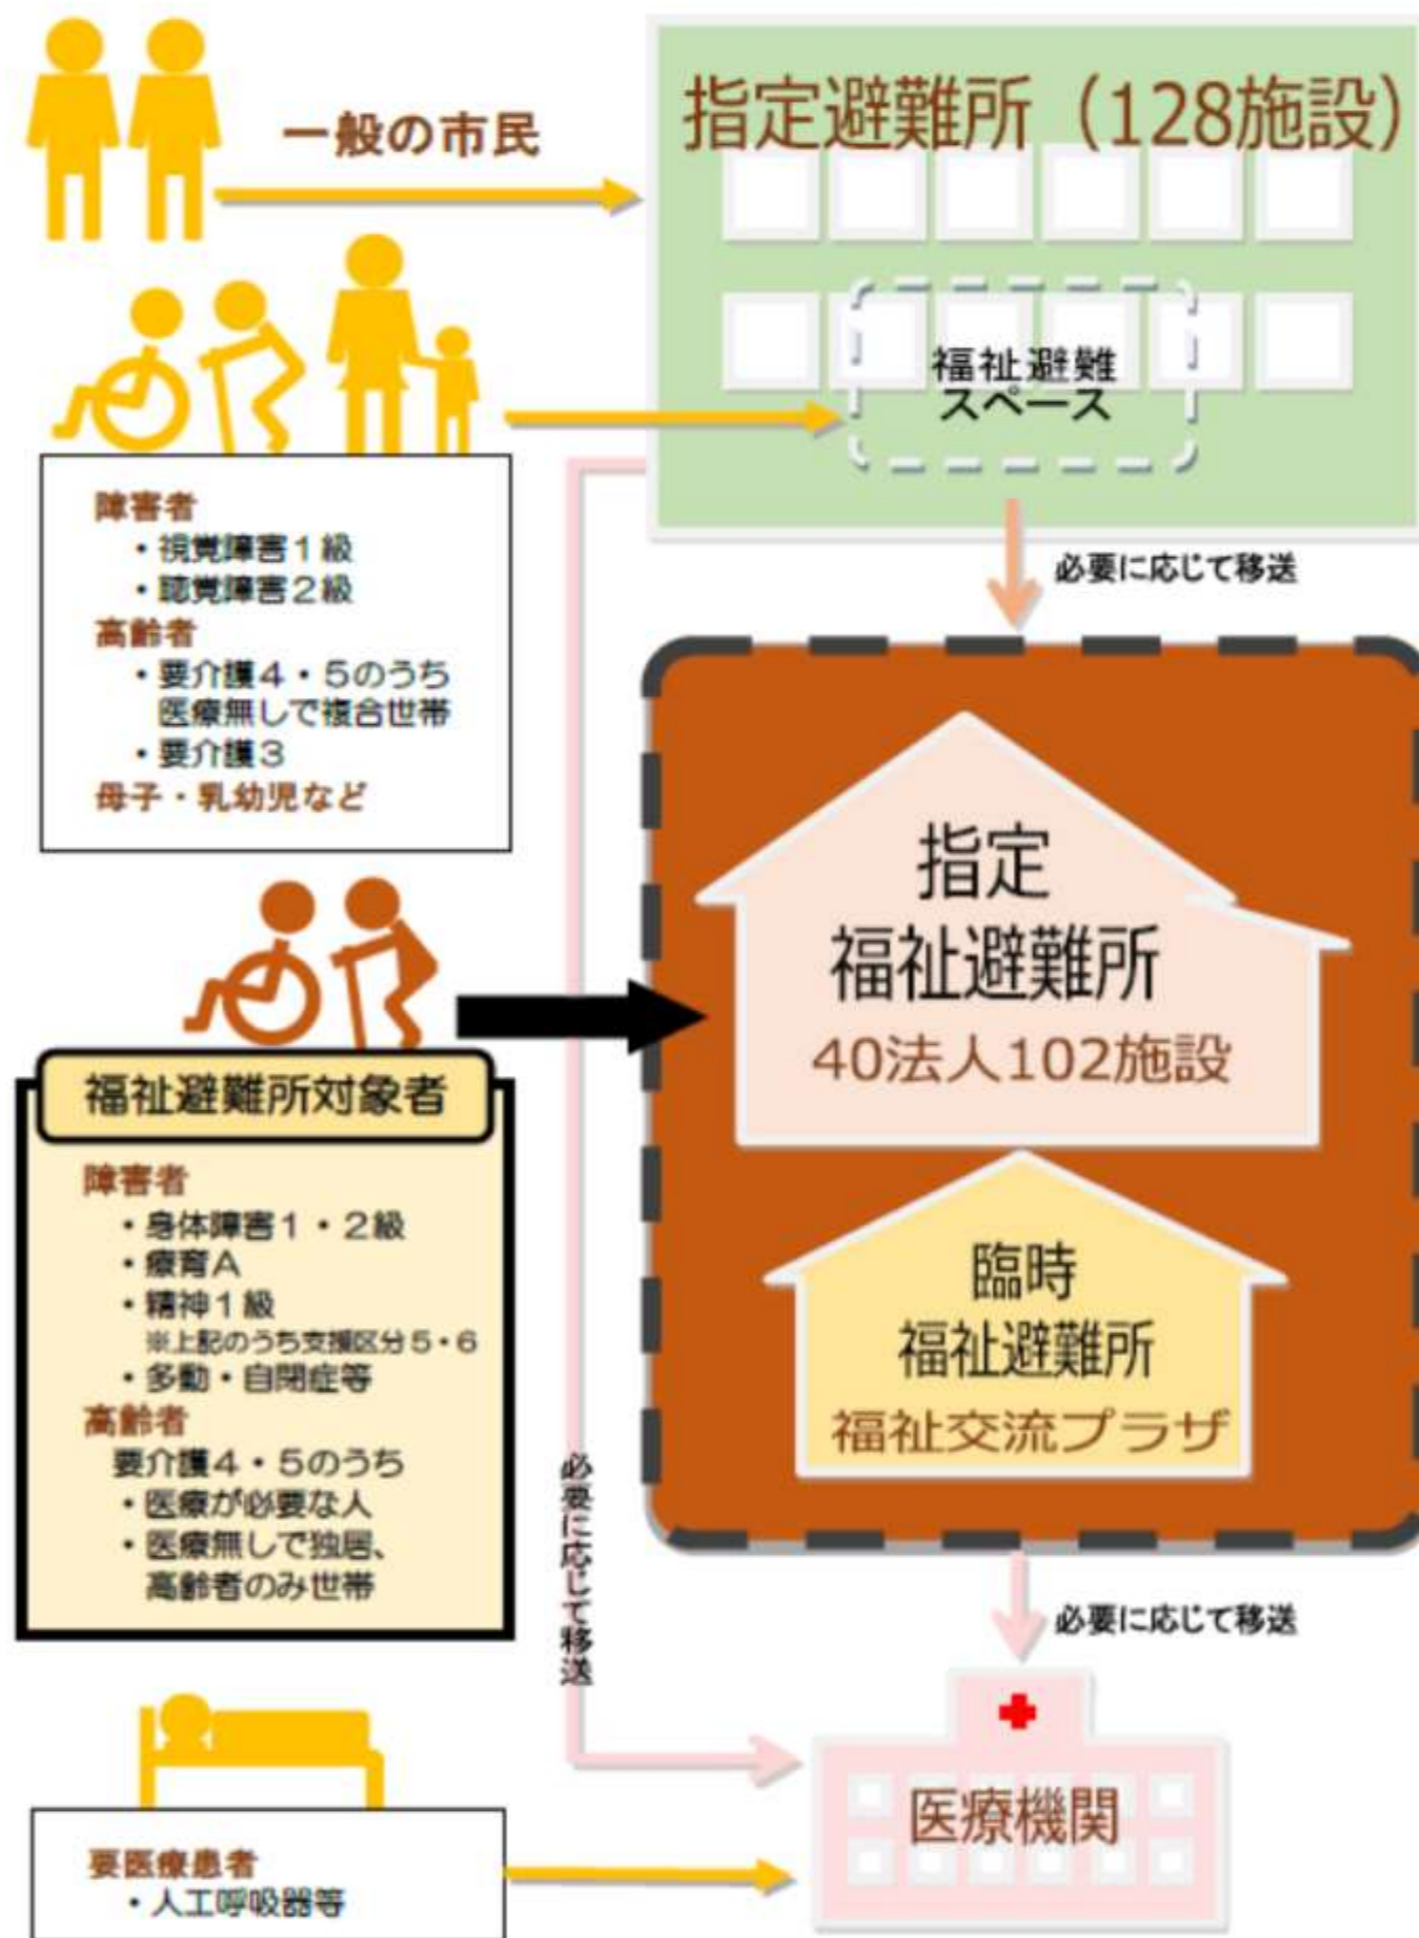 一般の市民
指定避難所（128施設）
福祉避難
スペース
障害者
・視覚障害１級
・聴覚障害２級
高齢者
・要介護４・５のうち
医療無しで複合世帯
・要介護３
母子・乳幼児など
必要に応じて移送
指定
福祉避難所
40法人102施設
臨時
福祉避難所
福祉交流プラザ
福祉避難所対象者
障害者
・身体障害１・２級
・療育Ａ
・精神１級
※上記のうち支援区分５・６
・多動・自閉症等
高齢者
要介護４・５のうち
・医療が必要な人
・医療無しで独居、
高齢者のみ世帯
必要に応じて移送
必要に応じて移送
医療機関
要医療患者
・人工呼吸器等